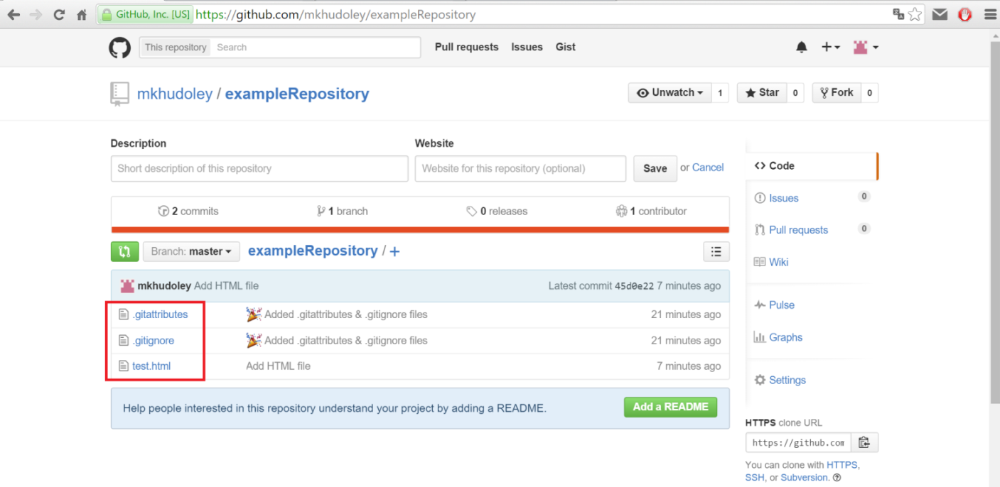 GitHub, Inc. [US] https://github.com/mkhudoley/exampleRepository
This repository Search Pull requests Issues Gist
mkhudoley / exampleRepository Unwatch 1 Star 0 Fork 0
Description Website
Short description of this repository Website for this repository (optional) Save or Cancel
2 commits 1 branch 0 releases 1 contributor
Branch: master exampleRepository / +
mkhudoley Add HTML file Latest commit 45d0e22 7 minutes ago
.gitattributes Added .gitattributes & .gitignore files 21 minutes ago
.gitignore Added .gitattributes & .gitignore files 21 minutes ago
test.html Add HTML file 7 minutes ago
Help people interested in this repository understand your project by adding a README. Add a README
<> Code
Issues 0
Pull requests 0
Wiki
Pulse
Graphs
Settings
HTTPS clone URL
https://github.com
You can clone with HTTPS,
SSH, or Subversion.